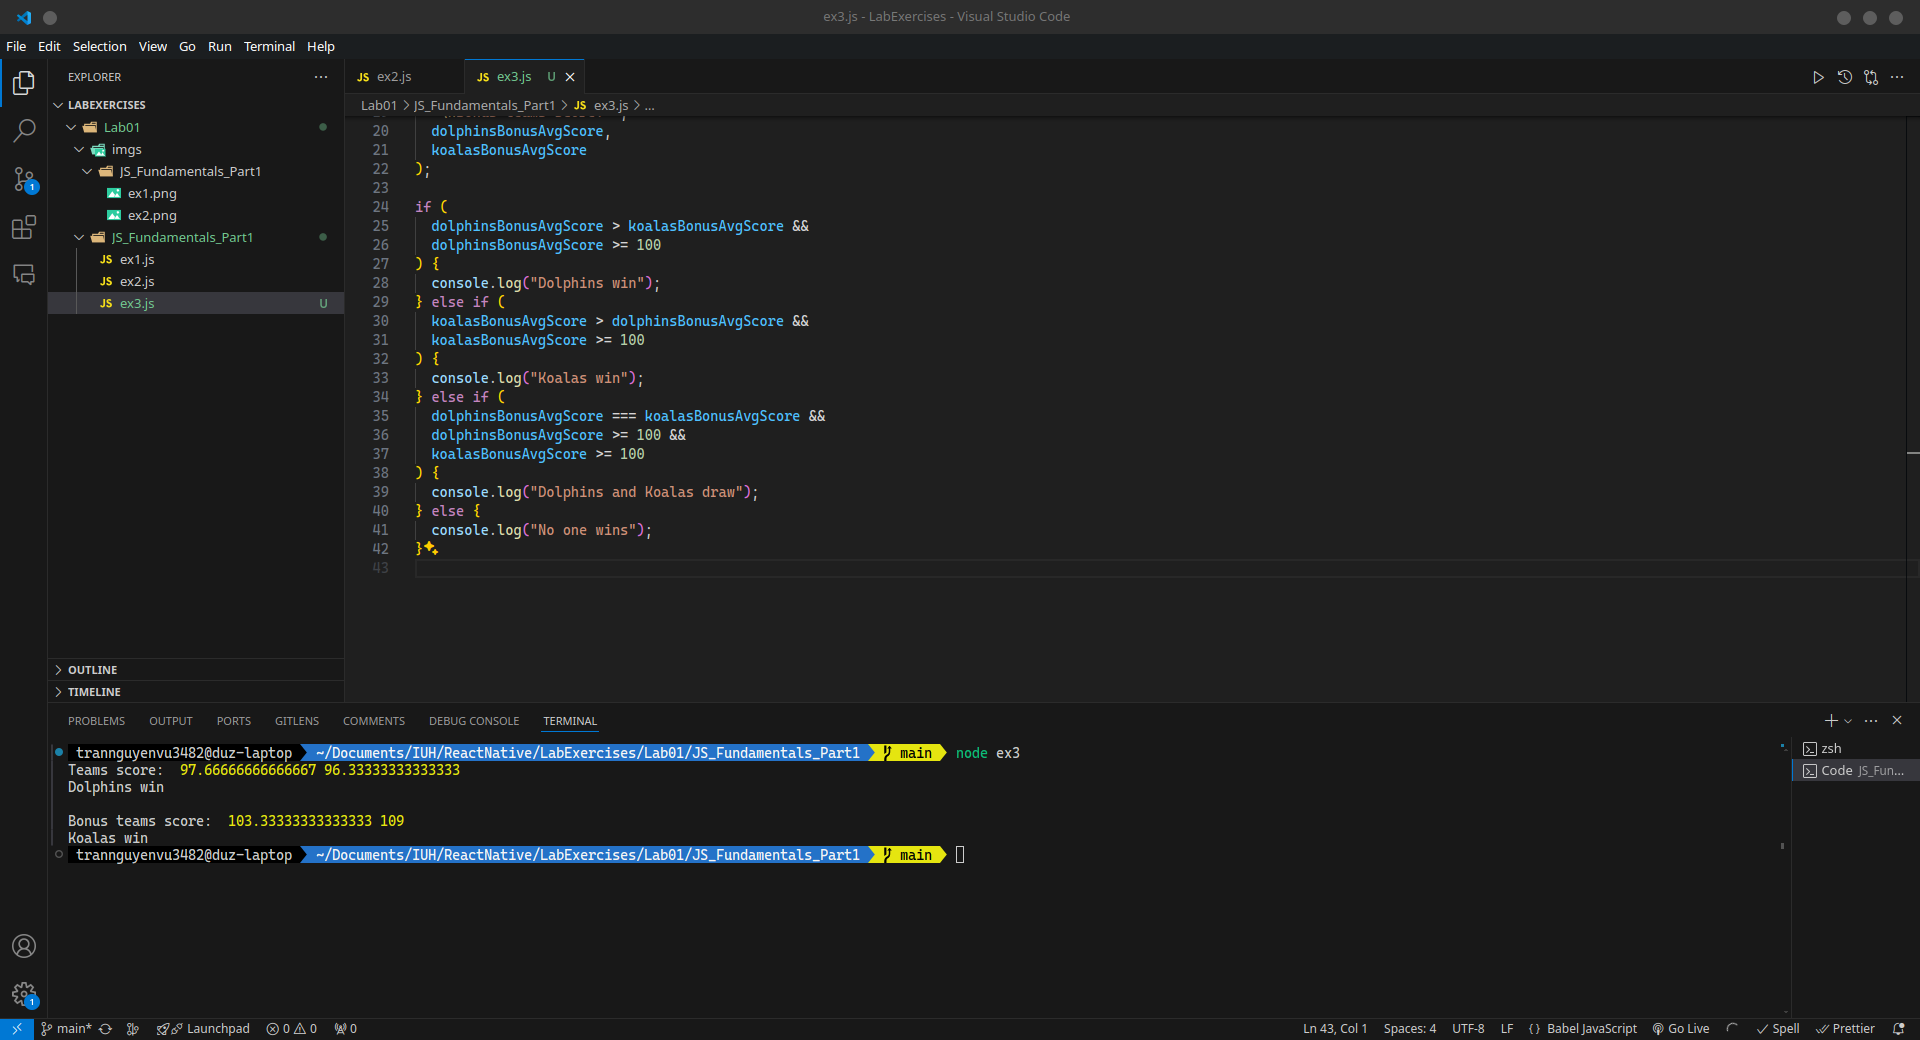 ex3.js - LabExercises - Visual Studio Code
File Edit Selection View Go Run Terminal Help
EXPLORER
LABEXERCISES
Lab01
imgs
JS_Fundamentals_Part1
ex1.png
ex2.png
JS_Fundamentals_Part1
JS ex1.js
JS ex2.js
JS ex3.js U
OUTLINE
TIMELINE
JS ex2.js JS ex3.js U
Lab01 > JS_Fundamentals_Part1 > JS ex3.js > ...
20 dolphinsBonusAvgScore,
21 koalasBonusAvgScore
22 );
23
24 if (
25 dolphinsBonusAvgScore > koalasBonusAvgScore &&
26 dolphinsBonusAvgScore >= 100
27 ) {
28 console.log("Dolphins win");
29 } else if (
30 koalasBonusAvgScore > dolphinsBonusAvgScore &&
31 koalasBonusAvgScore >= 100
32 ) {
33 console.log("Koalas win");
34 } else if (
35 dolphinsBonusAvgScore === koalasBonusAvgScore &&
36 dolphinsBonusAvgScore >= 100 &&
37 koalasBonusAvgScore >= 100
38 ) {
39 console.log("Dolphins and Koalas draw");
40 } else {
41 console.log("No one wins");
42 }
43
PROBLEMS OUTPUT PORTS GITLENS COMMENTS DEBUG CONSOLE TERMINAL
trannguyenvu3482@duz-laptop ~/Documents/IUH/ReactNative/LabExercises/Lab01/JS_Fundamentals_Part1 main node ex3
Teams score: 97.66666666666667 96.33333333333333
Dolphins win
Bonus teams score: 103.33333333333333 109
Koalas win
trannguyenvu3482@duz-laptop ~/Documents/IUH/ReactNative/LabExercises/Lab01/JS_Fundamentals_Part1 main
zsh
Code JS_Fun...
1
1
main* Launchpad 0 0 0 Ln 43, Col 1 Spaces: 4 UTF-8 LF {} Babel JavaScript Go Live Spell Prettier